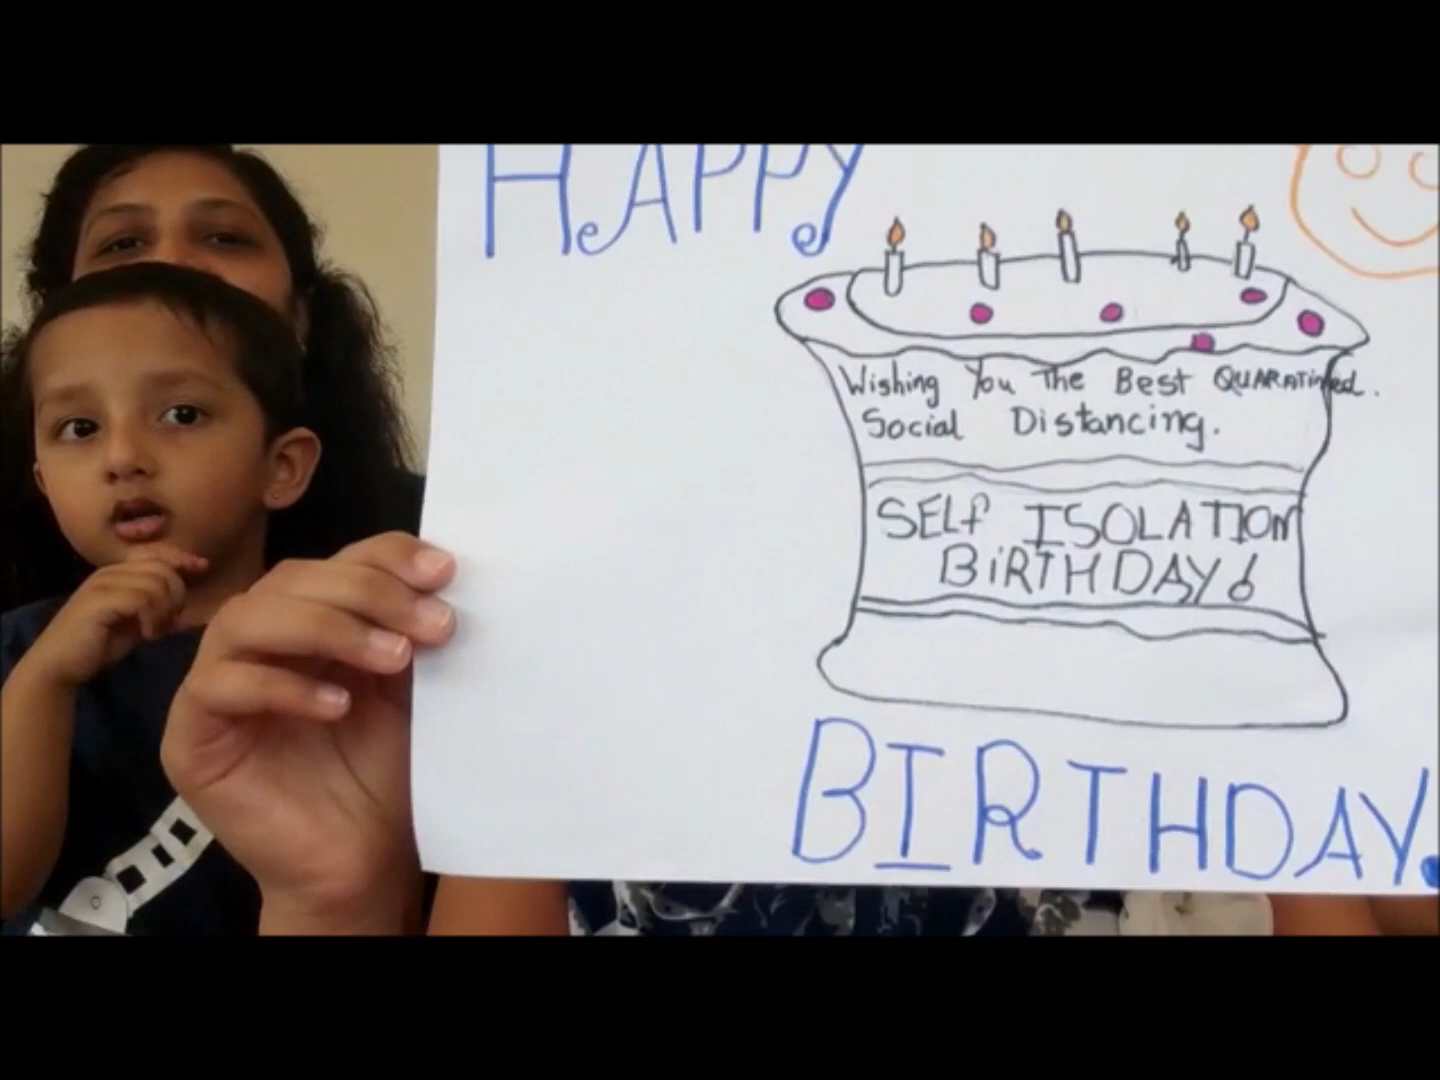 HAPPY
Wishing You The Best QUARATINed.
Social Distancing.
SELf ISOLATION
BiRTHDAY!
BIRTHDAY.